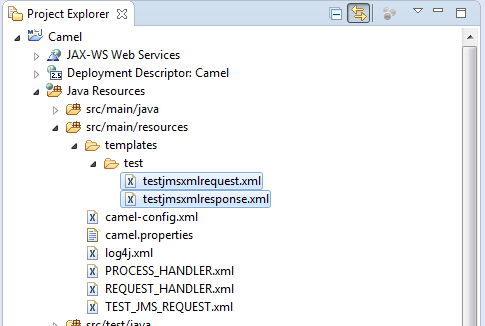 Project Explorer
Camel
JAX-WS Web Services
2.5 Deployment Descriptor: Camel
Java Resources
src/main/java
src/main/resources
templates
test
testjmsxmlrequest.xml
testjmsxmlresponse.xml
camel-config.xml
camel.properties
log4j.xml
PROCESS_HANDLER.xml
REQUEST_HANDLER.xml
TEST_JMS_REQUEST.xml
src/test/java